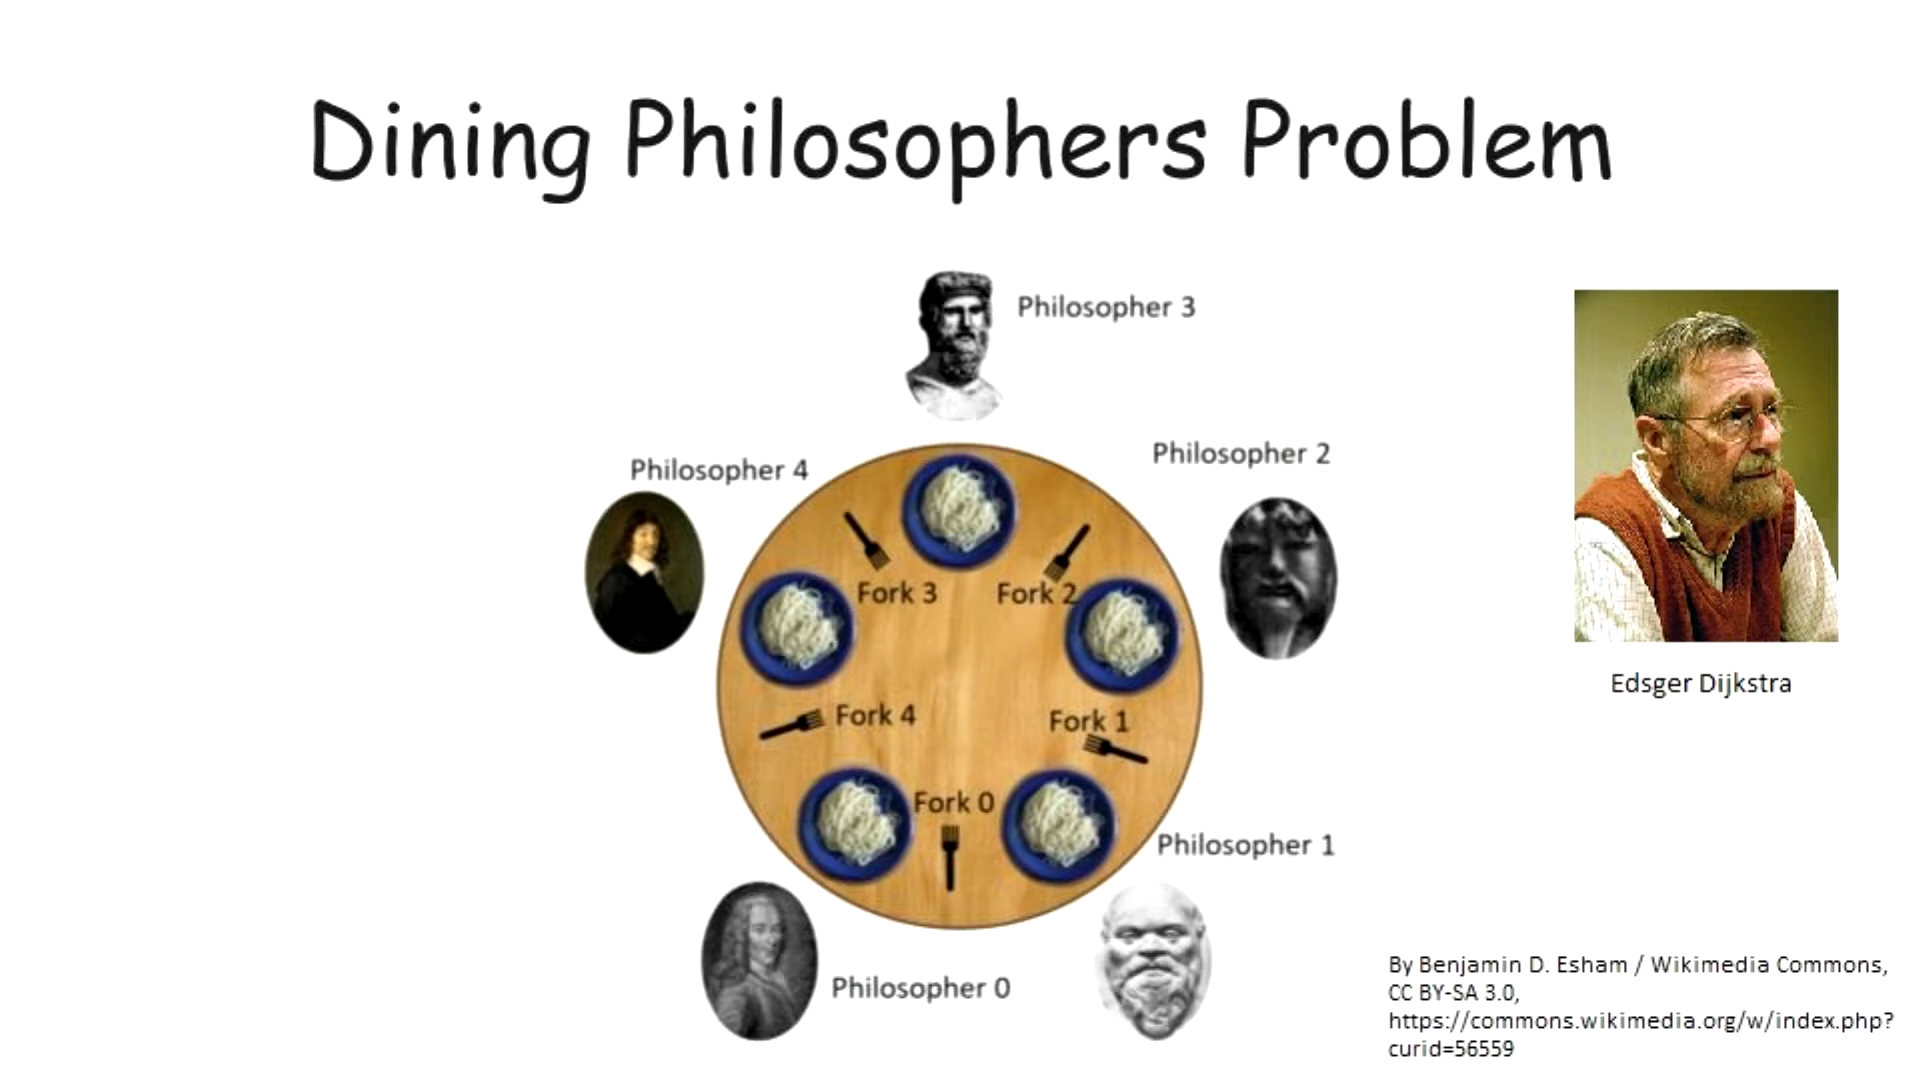 Dining Philosophers Problem
Philosopher 3
Philosopher 2
Philosopher 4
Fork 3
Fork 2
Edsger Dijkstra
Fork 4
Fork 1
Fork 0
Philosopher 1
Philosopher 0
By Benjamin D. Esham / Wikimedia Commons,
CC BY-SA 3.0,
https://commons.wikimedia.org/w/index.php?
curid=56559